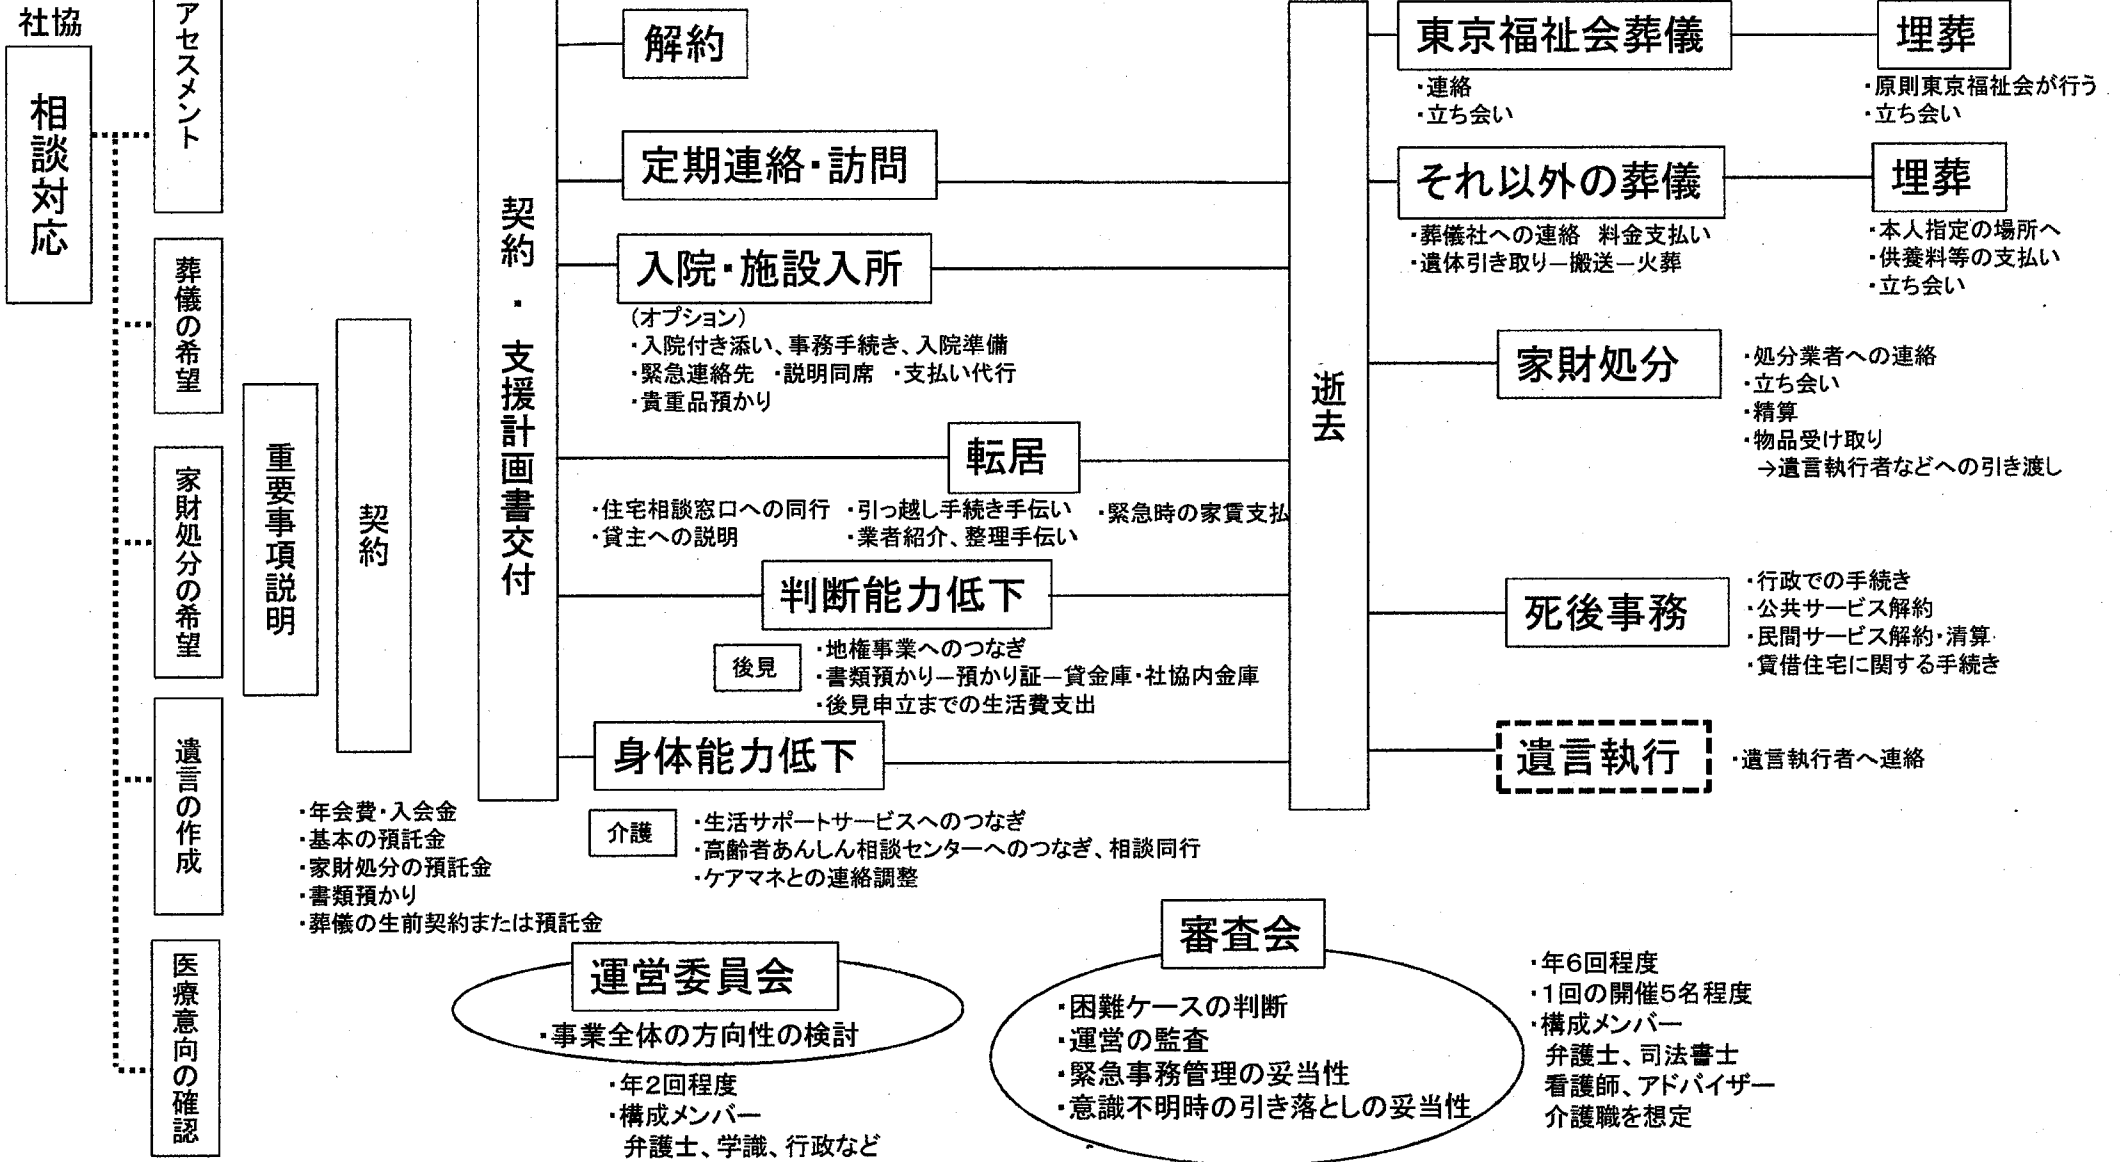 社協
相談対応
アセスメント
葬儀の希望
家財処分の希望
遺言の作成
医療意向の確認
重要事項説明
契約
・年会費・入会金
・基本の預託金
・家財処分の預託金
・書類預かり
・葬儀の生前契約または預託金
契約・支援計画書交付
解約
定期連絡・訪問
入院・施設入所
(オプション)
・入院付き添い、事務手続き、入院準備
・緊急連絡先 ・説明同席 ・支払い代行
・貴重品預かり
転居
・住宅相談窓口への同行 ・引っ越し手続き手伝い ・緊急時の家賃支払
・貸主への説明 ・業者紹介、整理手伝い
判断能力低下
後見
・地権事業へのつなぎ
・書類預かり－預かり証－貸金庫・社協内金庫
・後見申立までの生活費支出
身体能力低下
介護
・生活サポートサービスへのつなぎ
・高齢者あんしん相談センターへのつなぎ、相談同行
・ケアマネとの連絡調整
逝去
東京福祉会葬儀
・連絡
・立ち会い
埋葬
・原則東京福祉会が行う
・立ち会い
それ以外の葬儀
・葬儀社への連絡 料金支払い
・遺体引き取り－搬送－火葬
埋葬
・本人指定の場所へ
・供養料等の支払い
・立ち会い
家財処分
・処分業者への連絡
・立ち会い
・精算
・物品受け取り
→遺言執行者などへの引き渡し
死後事務
・行政での手続き
・公共サービス解約
・民間サービス解約・清算
・賃借住宅に関する手続き
遺言執行
・遺言執行者へ連絡
運営委員会
・事業全体の方向性の検討
・年2回程度
・構成メンバー
弁護士、学識、行政など
審査会
・困難ケースの判断
・運営の監査
・緊急事務管理の妥当性
・意識不明時の引き落としの妥当性
・年6回程度
・1回の開催5名程度
・構成メンバー
弁護士、司法書士
看護師、アドバイザー
介護職を想定